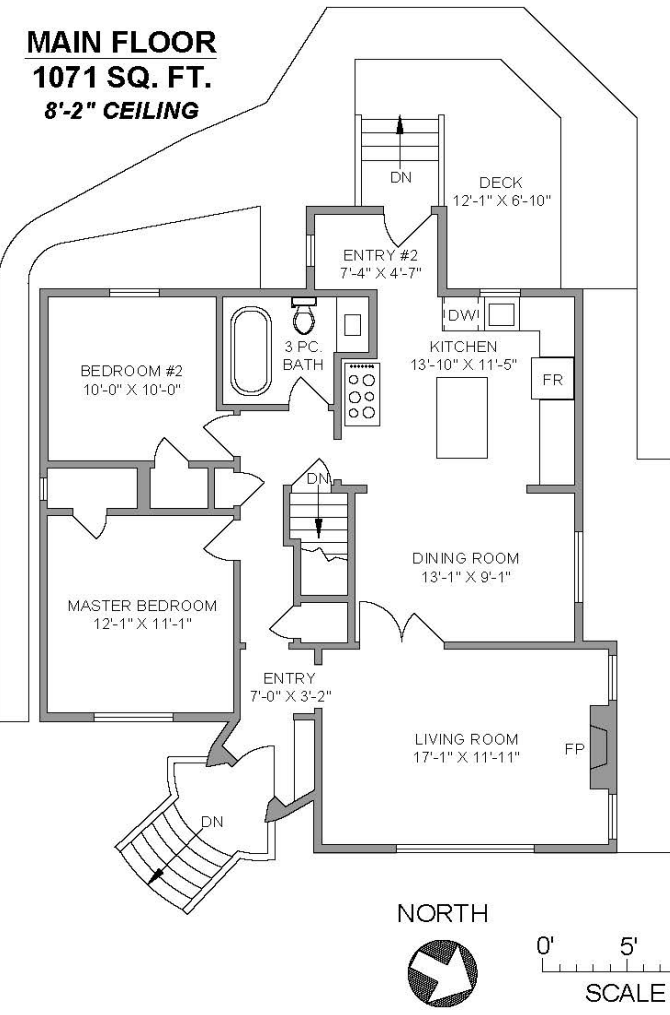 MAIN FLOOR
1071 SQ. FT.
8'-2" CEILING
DN
DECK
12'-1" X 6'-10"
ENTRY #2
7'-4" X 4'-7"
DW
KITCHEN
13'-10" X 11'-5"
3 PC.
BATH
BEDROOM #2
10'-0" X 10'-0"
FR
DN
DINING ROOM
13'-1" X 9'-1"
MASTER BEDROOM
12'-1" X 11'-1"
ENTRY
7'-0" X 3'-2"
LIVING ROOM
17'-1" X 11'-11"
FP
DN
NORTH
0' 5'
SCALE